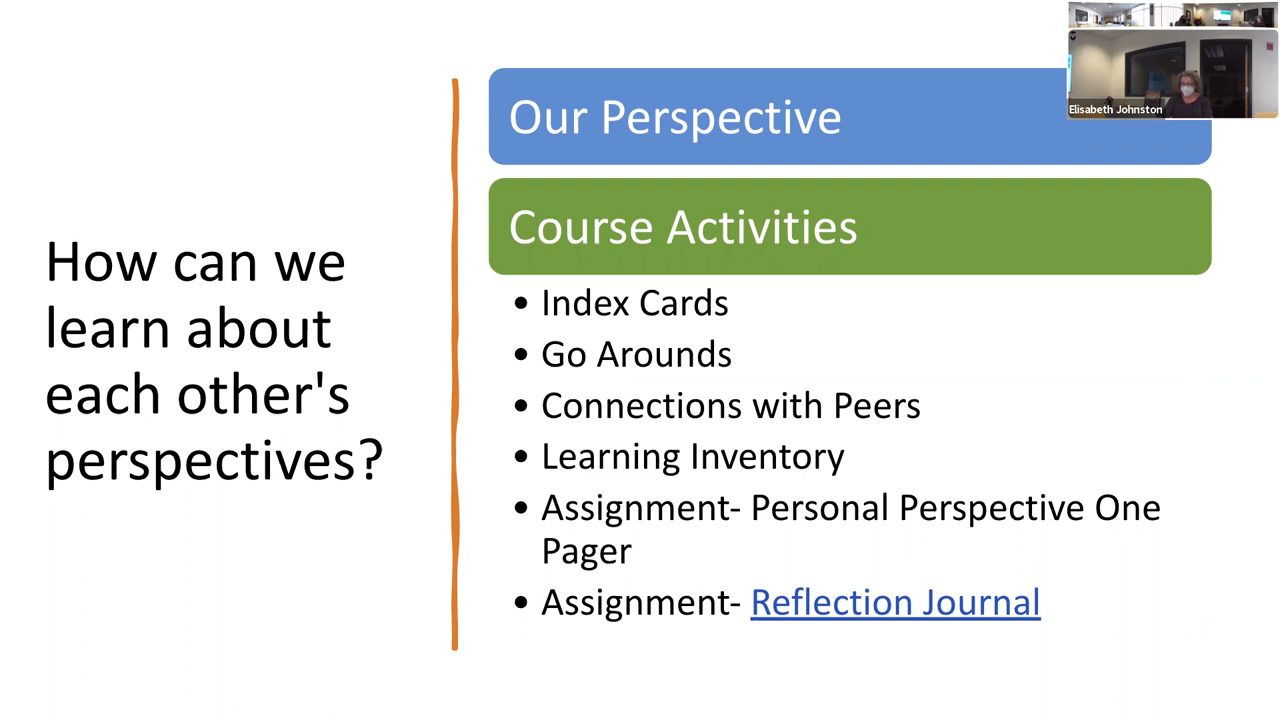 How can we
learn about
each other's
perspectives?
Our Perspective
Course Activities
• Index Cards
• Go Arounds
• Connections with Peers
• Learning Inventory
• Assignment- Personal Perspective One
Pager
• Assignment- Reflection Journal
Elisabeth Johnston